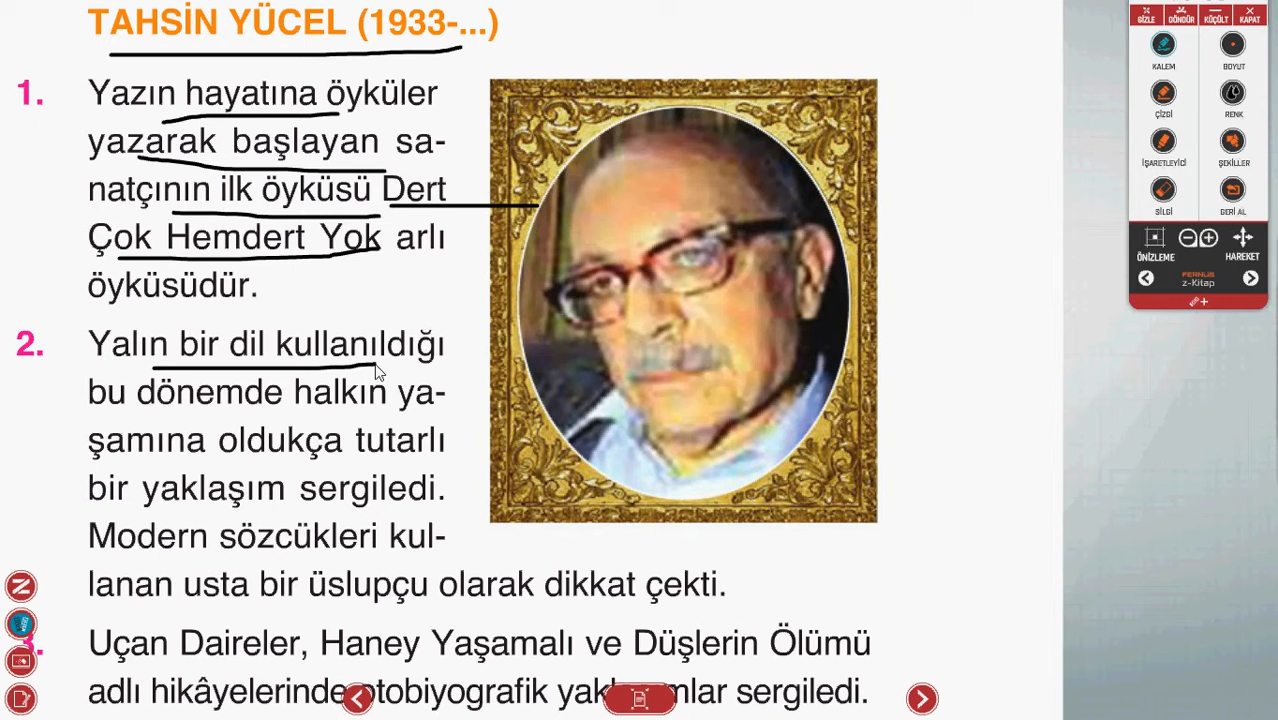 TAHSİN YÜCEL (1933-...)
1. Yazın hayatına öyküler
yazarak başlayan sa-
natçının ilk öyküsü Dert
Çok Hemdert Yok arlı
öyküsüdür.
2. Yalın bir dil kullanıldığı
bu dönemde halkın ya-
şamına oldukça tutarlı
bir yaklaşım sergiledi.
Modern sözcükleri kul-
lanan usta bir üslupçu olarak dikkat çekti.
Uçan Daireler, Haney Yaşamalı ve Düşlerin Ölümü
adlı hikâyelerinde otobiyografik sergiledi.
GİZLE DÖNDÜR KÜÇÜLT KAPAT
KALEM BOYUT
ÇİZGİ RENK
İŞARETLEYİCİ ŞEKİLLER
SİLGİ GERİ AL
ÖNİZLEME HAREKET
FERNUS
z-Kitap